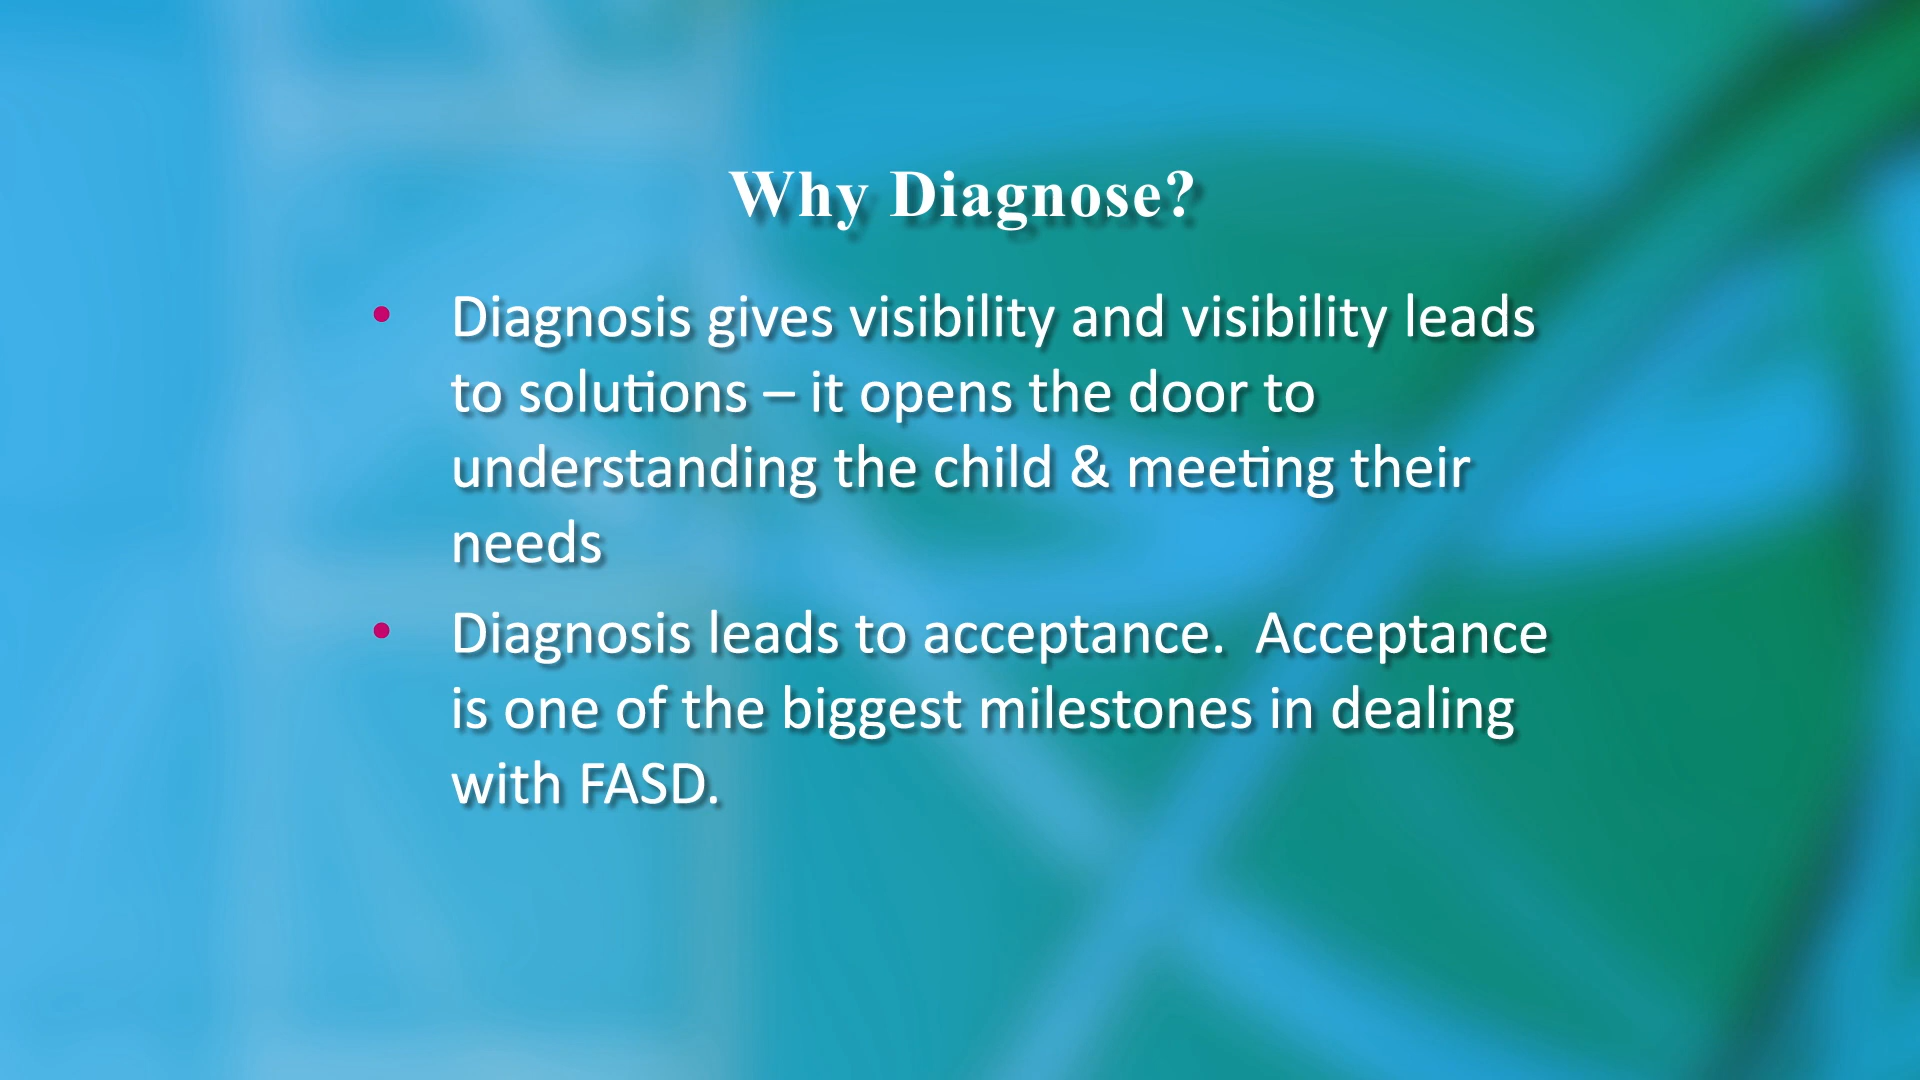 Why Diagnose?
• Diagnosis gives visibility and visibility leads
to solutions – it opens the door to
understanding the child & meeting their
needs
• Diagnosis leads to acceptance.  Acceptance
is one of the biggest milestones in dealing
with FASD.